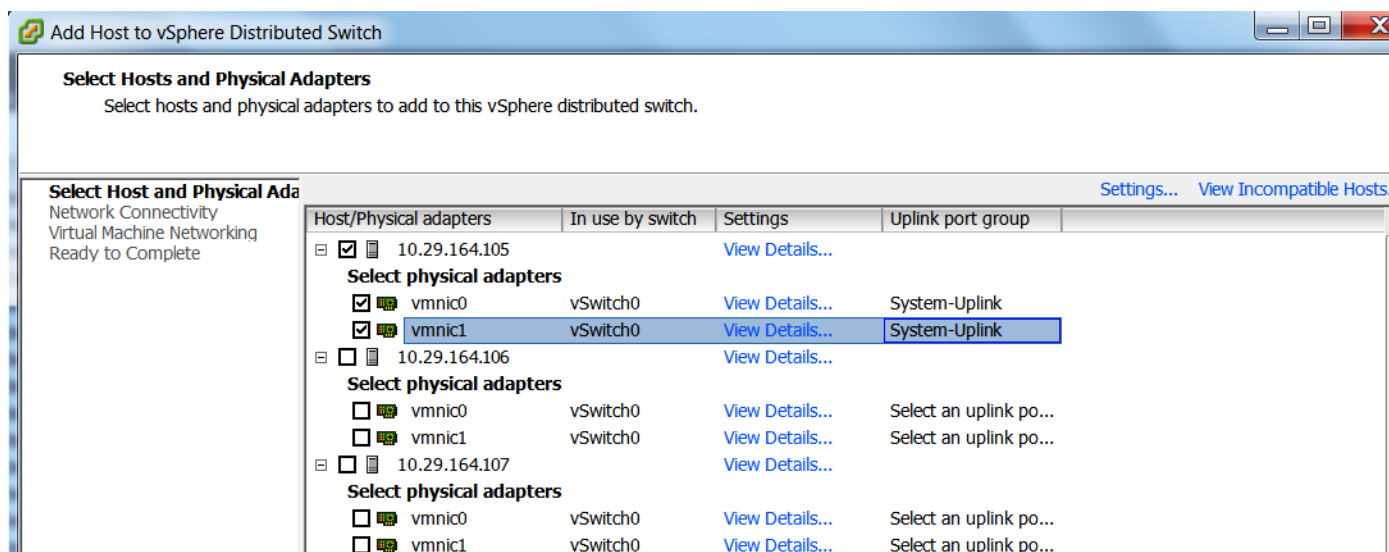 Add Host to vSphere Distributed Switch
Select Hosts and Physical Adapters
Select hosts and physical adapters to add to this vSphere distributed switch.
Select Host and Physical Ada
Network Connectivity
Virtual Machine Networking
Ready to Complete
Settings... View Incompatible Hosts.
Host/Physical adapters In use by switch Settings Uplink port group
10.29.164.105 View Details...
Select physical adapters
vmnic0 vSwitch0 View Details... System-Uplink
vmnic1 vSwitch0 View Details... System-Uplink
10.29.164.106 View Details...
Select physical adapters
vmnic0 vSwitch0 View Details... Select an uplink po...
vmnic1 vSwitch0 View Details... Select an uplink po...
10.29.164.107 View Details...
Select physical adapters
vmnic0 vSwitch0 View Details... Select an uplink po...
vmnic1 vSwitch0 View Details... Select an uplink po...